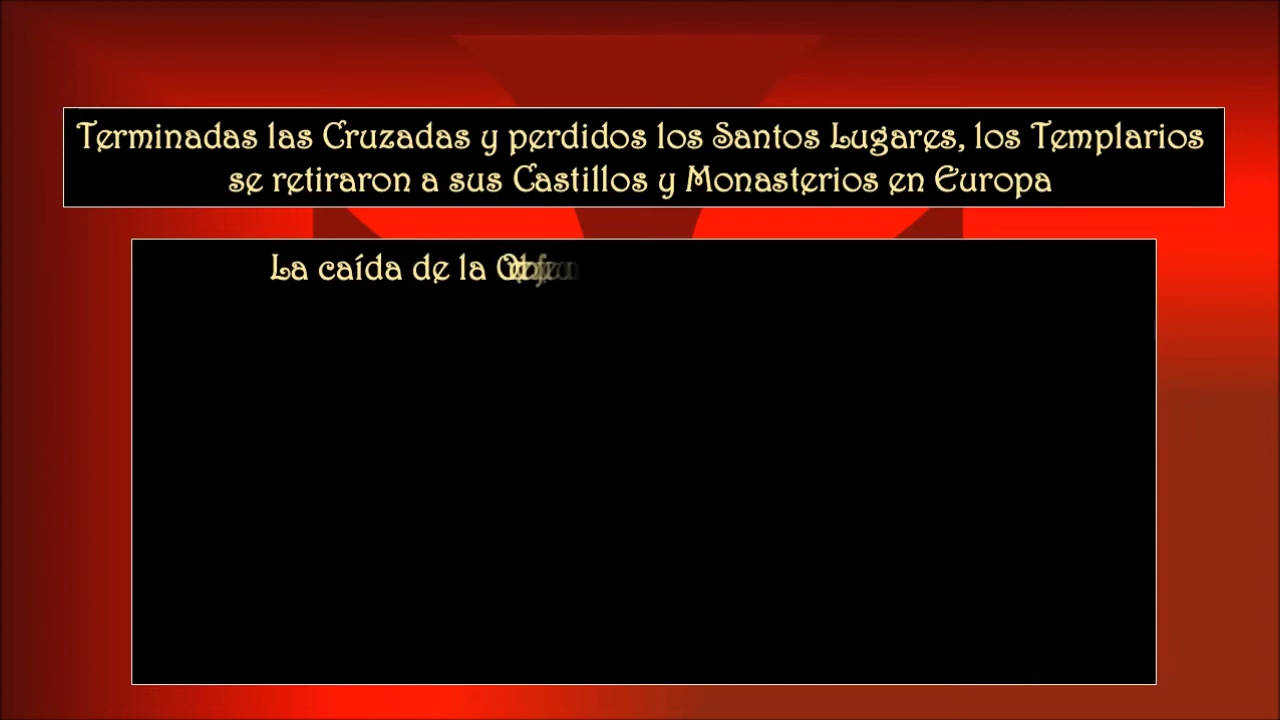 Terminadas las Cruzadas y perdidos los Santos Lugares, los Templarios
se retiraron a sus Castillos y Monasterios en Europa
La caída de la